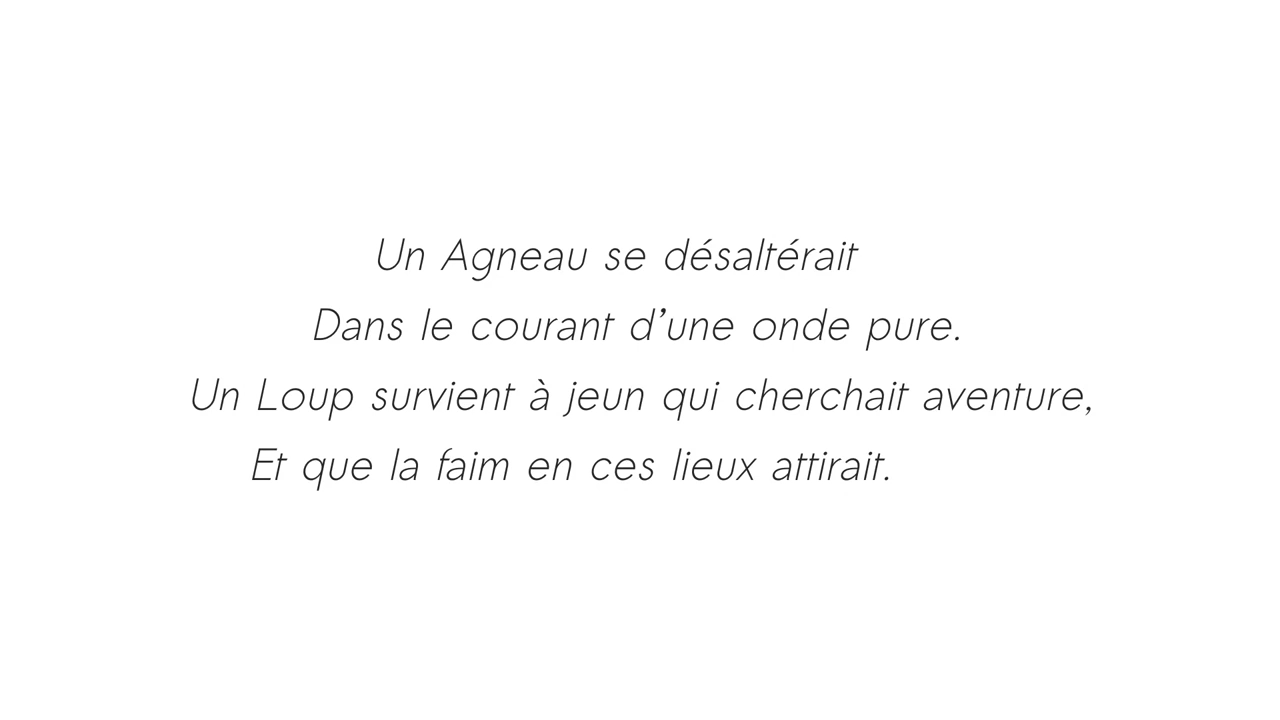 Un Agneau se désaltérait
Dans le courant d’une onde pure.
Un Loup survient à jeun qui cherchait aventure,
Et que la faim en ces lieux attirait.